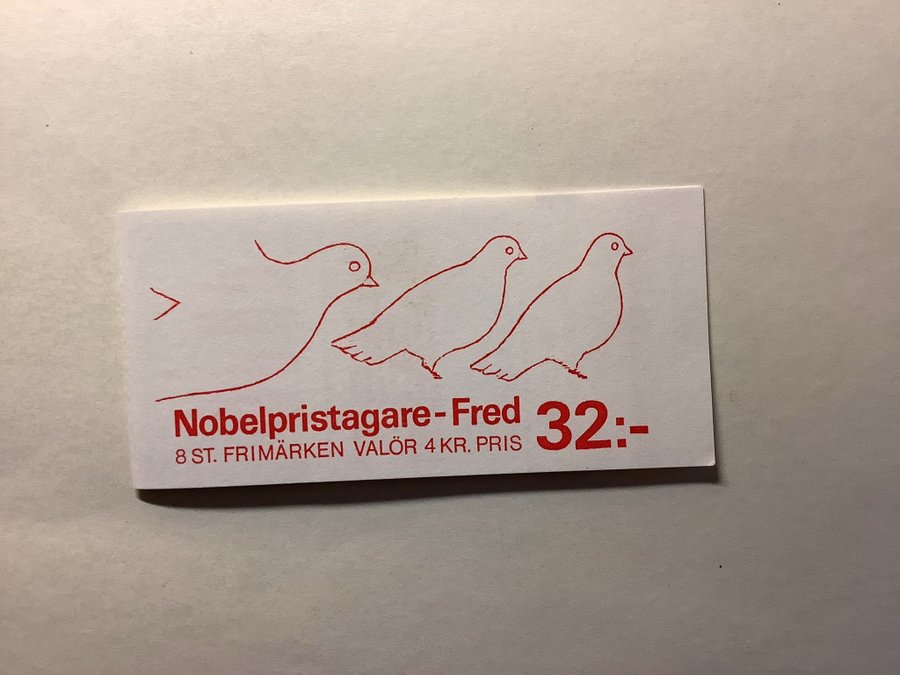 Nobelpristagare - Fred 32:-
8 ST. FRIMÄRKEN VALÖR 4 KR. PRIS